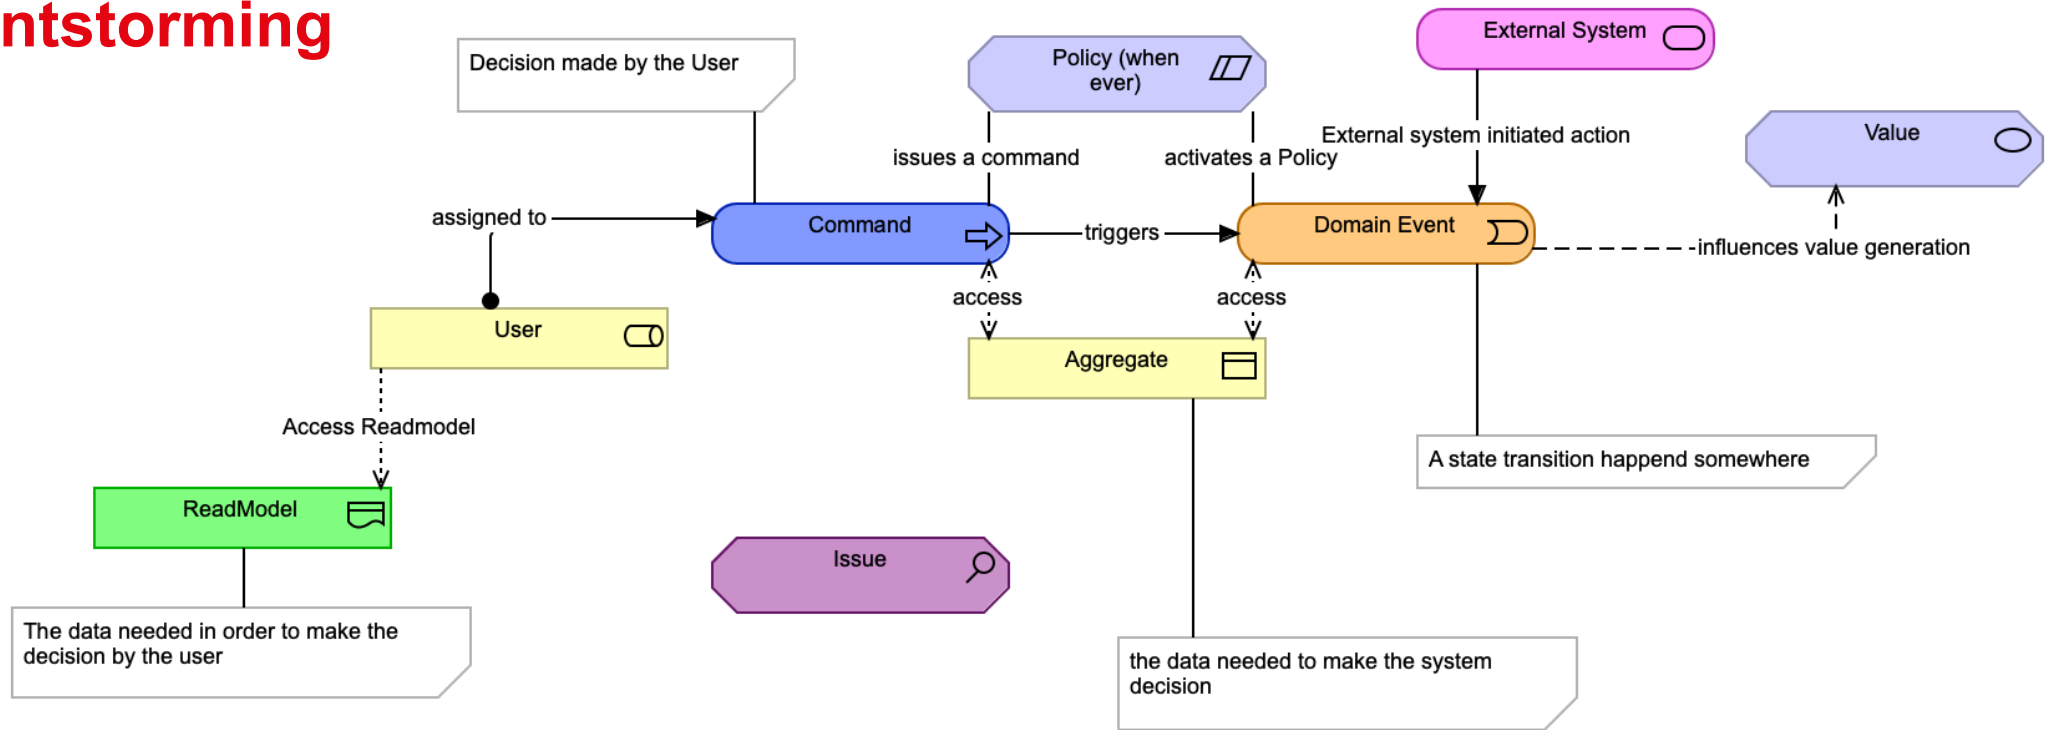 ntstorming
Decision made by the User
Policy (when
ever)
External System
External system initiated action
Value
issues a command
activates a Policy
assigned to
Command
triggers
Domain Event
influences value generation
access
access
User
Aggregate
Access Readmodel
A state transition happend somewhere
ReadModel
Issue
The data needed in order to make the
decision by the user
the data needed to make the system
decision